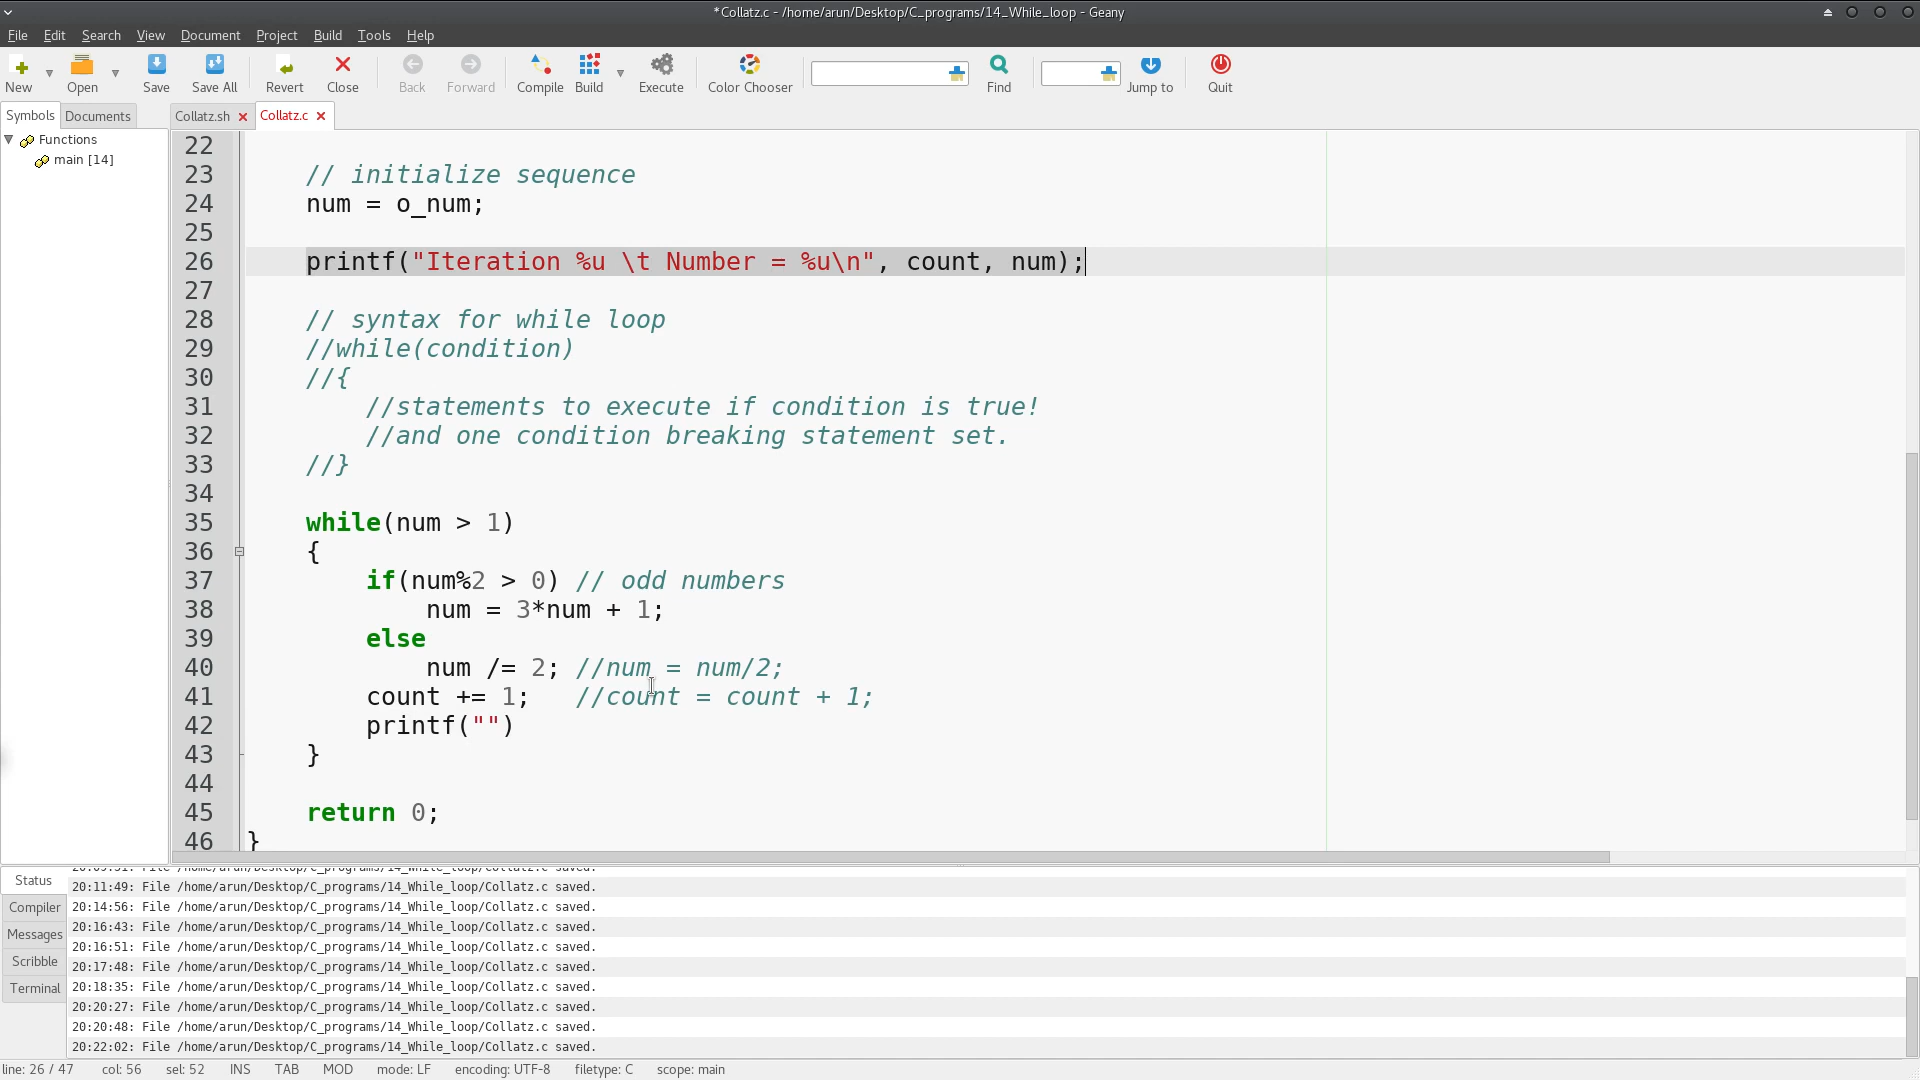 *Collatz.c - /home/arun/Desktop/C_programs/14_While_loop - Geany
File Edit Search View Document Project Build Tools Help
New Open Save Save All Revert Close Back Forward Compile Build Execute Color Chooser Find Jump to Quit
Symbols Documents
Collatz.sh Collatz.c
Functions
main [14]
22
23 // initialize sequence
24 num = o_num;
25
26 printf("Iteration %u \t Number = %u\n", count, num);
27
28 // syntax for while loop
29 //while(condition)
30 //{
31 //statements to execute if condition is true!
32 //and one condition breaking statement set.
33 //}
34
35 while(num > 1)
36 {
37 if(num%2 > 0) // odd numbers
38 num = 3*num + 1;
39 else
40 num /= 2; //num = num/2;
41 count += 1; //count = count + 1;
42 printf("")
43 }
44
45 return 0;
46 }
Status
Compiler
Messages
Scribble
Terminal
20:11:49: File /home/arun/Desktop/C_programs/14_While_loop/Collatz.c saved.
20:14:56: File /home/arun/Desktop/C_programs/14_While_loop/Collatz.c saved.
20:16:43: File /home/arun/Desktop/C_programs/14_While_loop/Collatz.c saved.
20:16:51: File /home/arun/Desktop/C_programs/14_While_loop/Collatz.c saved.
20:17:48: File /home/arun/Desktop/C_programs/14_While_loop/Collatz.c saved.
20:18:35: File /home/arun/Desktop/C_programs/14_While_loop/Collatz.c saved.
20:20:27: File /home/arun/Desktop/C_programs/14_While_loop/Collatz.c saved.
20:20:48: File /home/arun/Desktop/C_programs/14_While_loop/Collatz.c saved.
20:22:02: File /home/arun/Desktop/C_programs/14_While_loop/Collatz.c saved.
line: 26 / 47 col: 56 sel: 52 INS TAB MOD mode: LF encoding: UTF-8 filetype: C scope: main